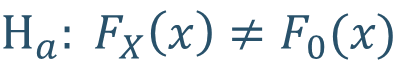 Hₐ: F_X(x) ≠ F₀(x)